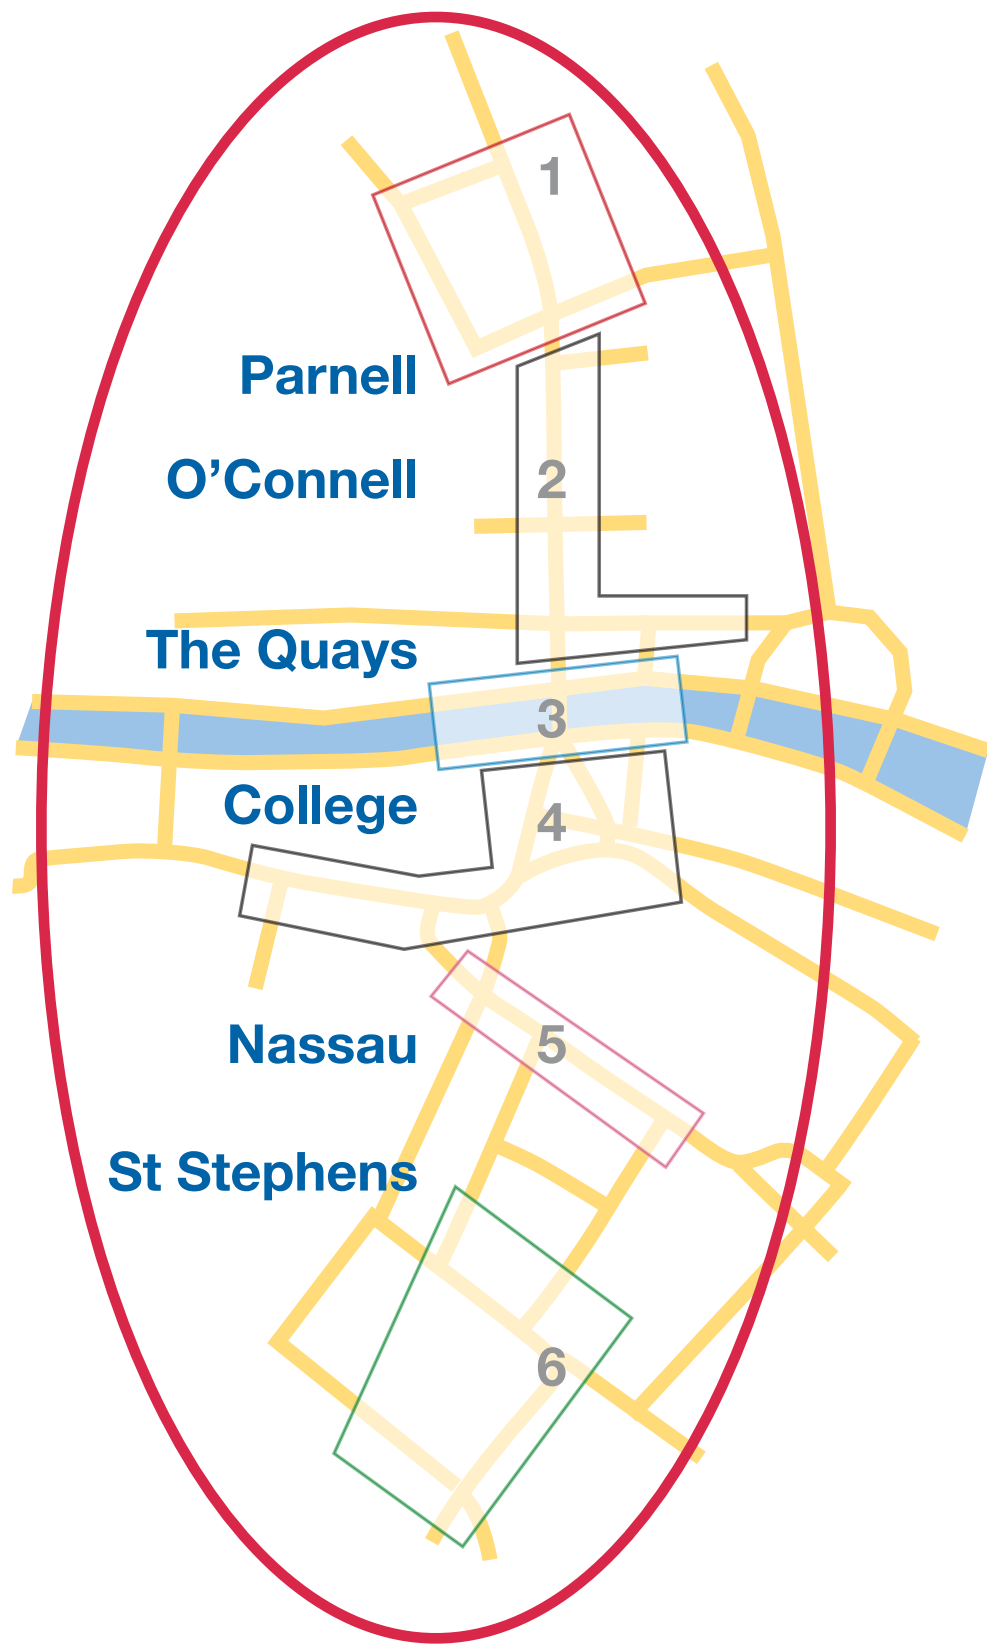 1
Parnell
O’Connell
2
The Quays
3
College
4
Nassau
5
St Stephens
6